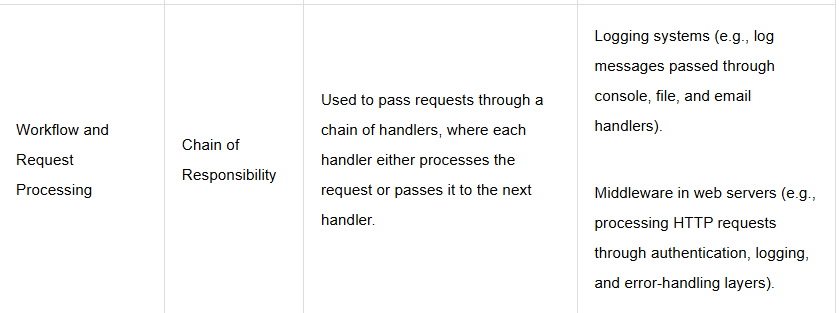 Workflow and
Request
Processing
Chain of
Responsibility
Used to pass requests through a
chain of handlers, where each
handler either processes the
request or passes it to the next
handler.
Logging systems (e.g., log
messages passed through
console, file, and email
handlers).
Middleware in web servers (e.g.,
processing HTTP requests
through authentication, logging,
and error-handling layers).